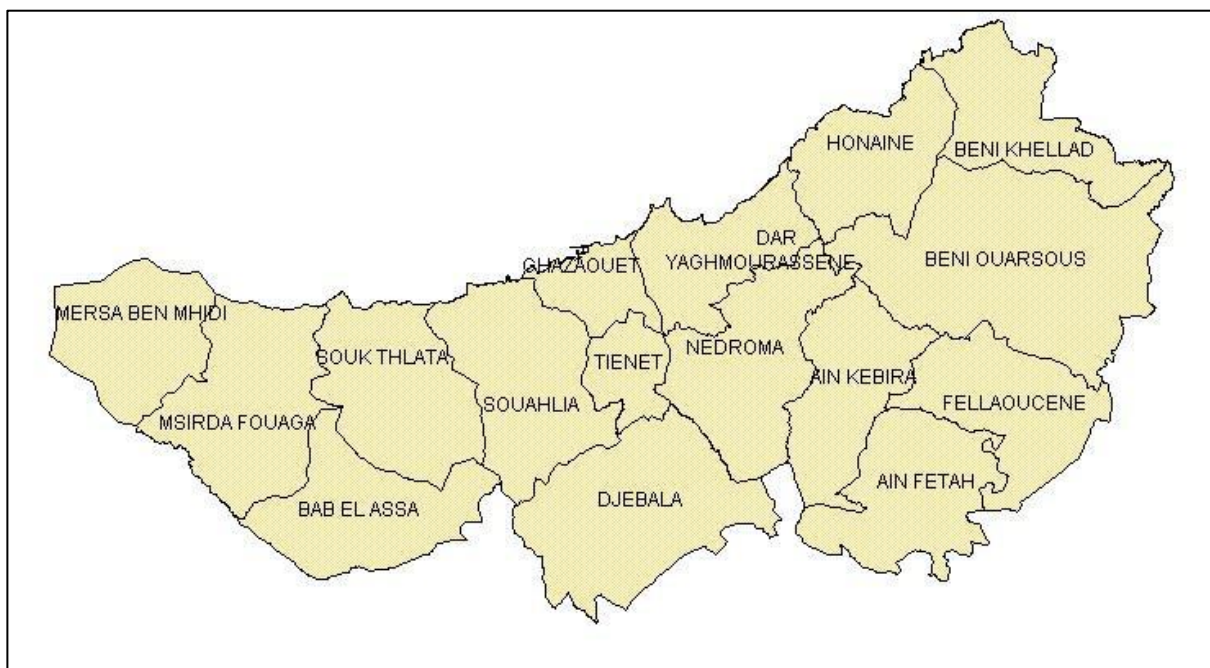 HONAINE
BENI KHELLAD
DAR
YAGHMOURASSENE
GHAZAOUET
BENI OUARSOUS
MERSA BEN MHIDI
SOUK THLATA
TIENET
NEDROMA
AIN KEBIRA
SOUAHLIA
FELLAOUCENE
MSIRDA FOUAGA
AIN FETAH
BAB EL ASSA
DJEBALA